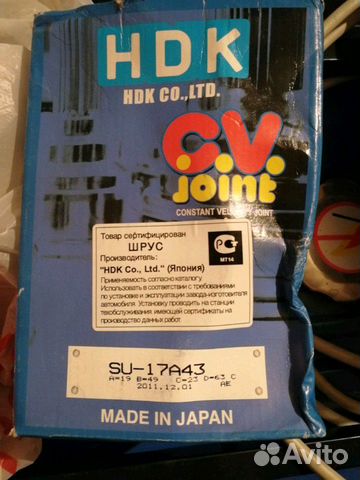 HDK
HDK CO.,LTD.
C.V.
Joint
CONSTANT VELOCITY JOINT
Товар сертифицирован
ШРУС
Производитель:
"HDK Co., Ltd." (Япония)
Применяемость согласно каталогу
Использовать в соответствии с требованиями
по установке и эксплуатации завода-изготовителя
автомобиля. Установку проводить на станции
техобслуживания, имеющей сертификаты на
производство данных работ
РСТ
МТ14
SU-17A43
A=19 B=49 C=23 D=63 C
2011.12.01 AE
MADE IN JAPAN
Avito